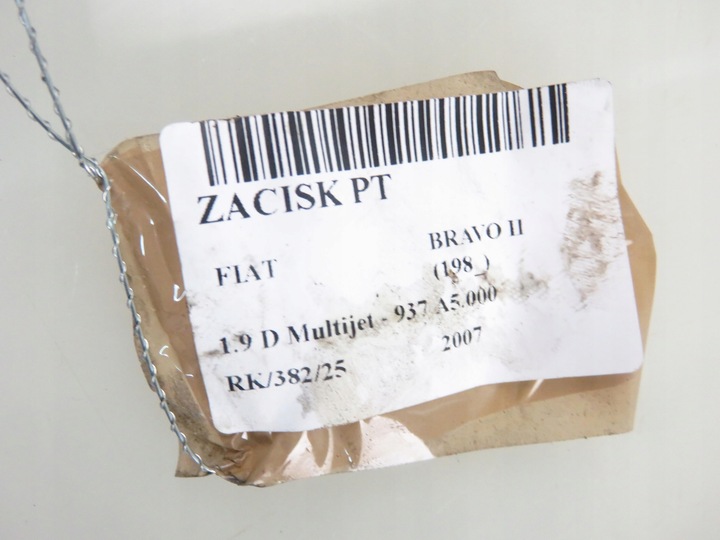 ZACISK PT
FIAT BRAVO II
(198_)
1.9 D Multijet - 937 A5.000
RK/382/25 2007